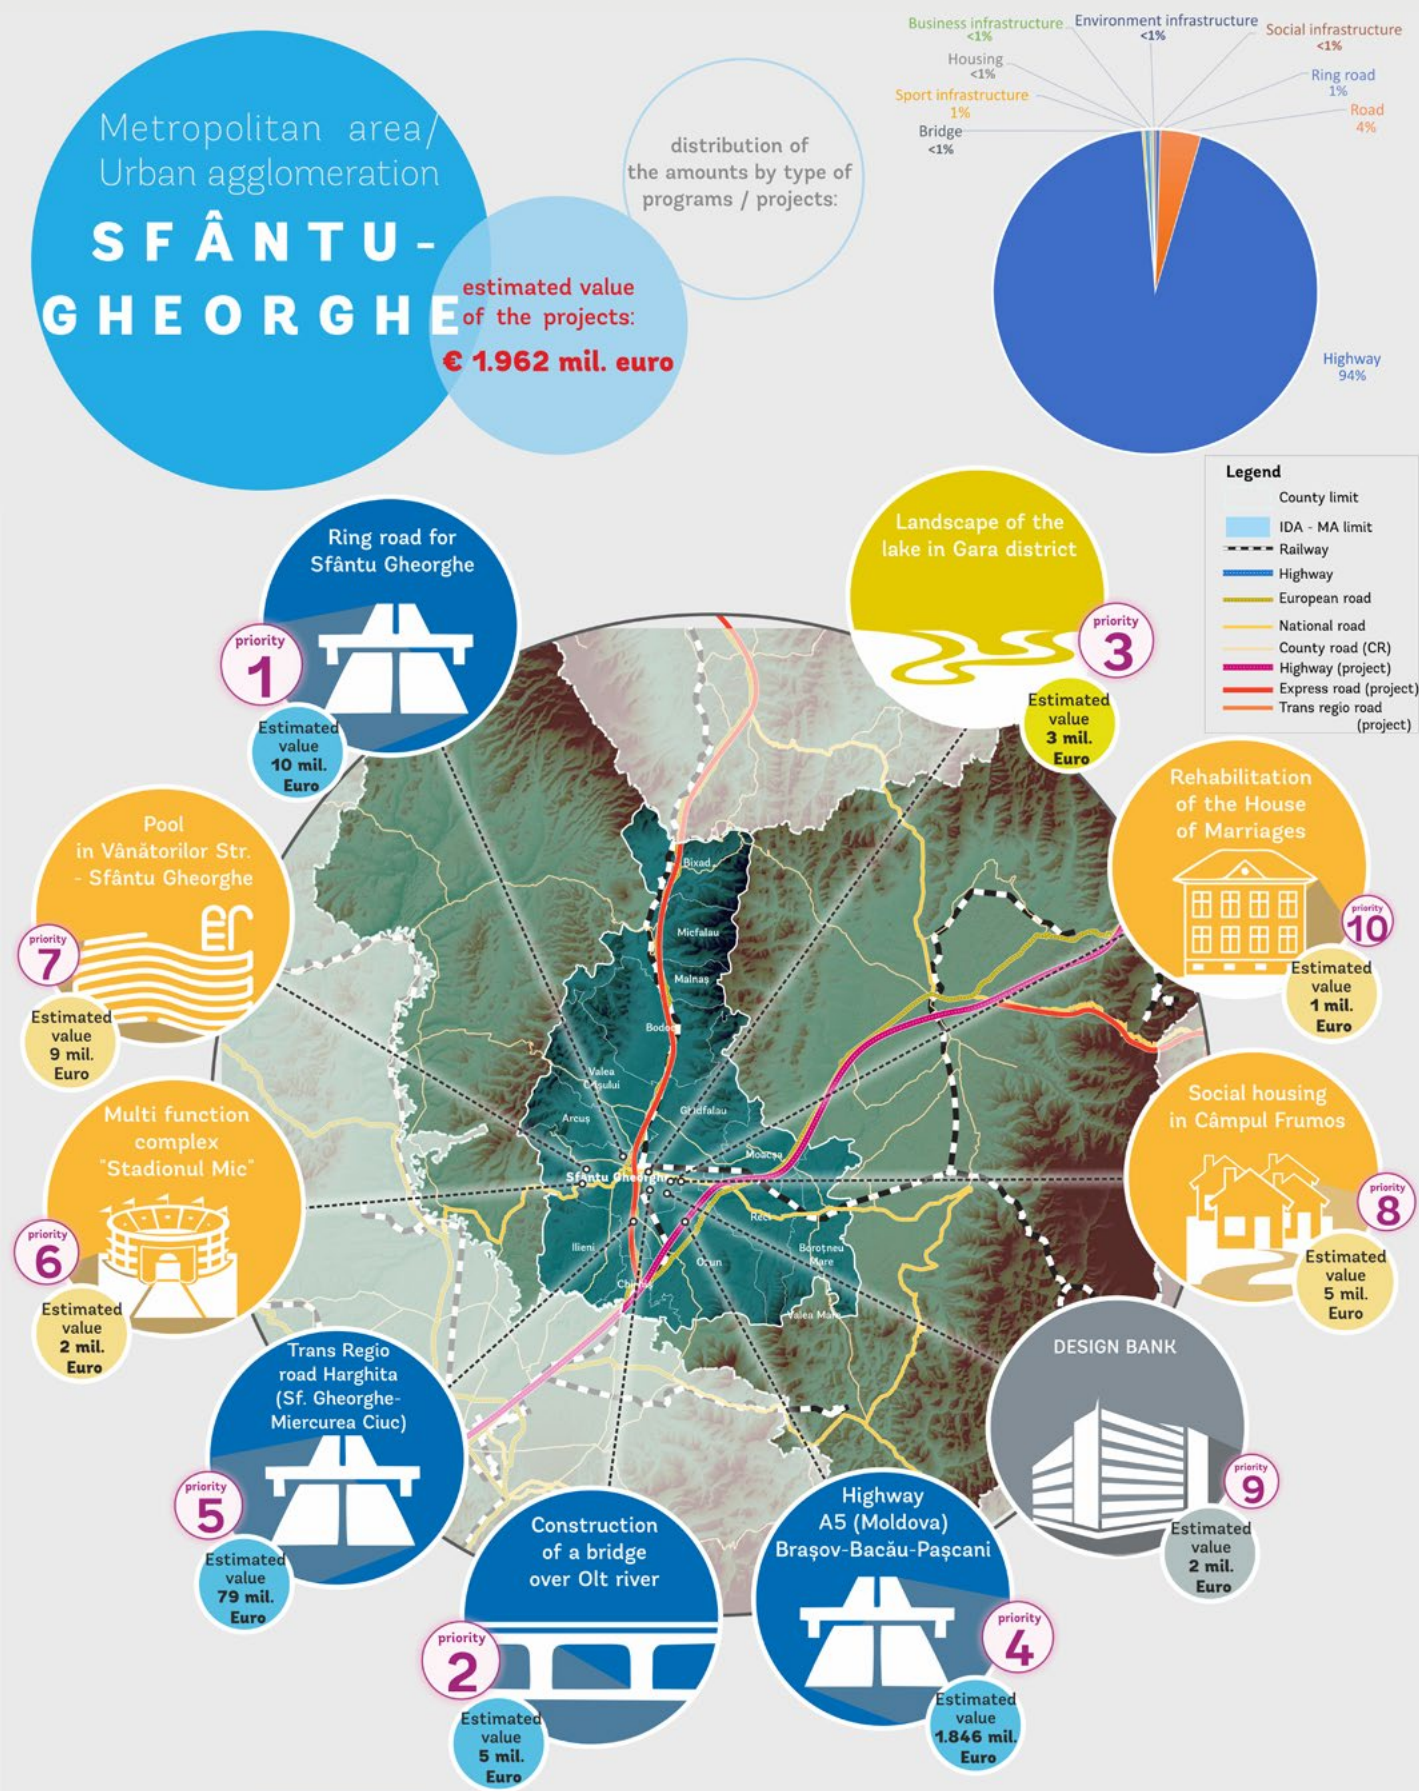 Metropolitan area/
Urban agglomeration
SFÂNTU-
GHEORGHE
estimated value
of the projects:
€ 1.962 mil. euro
distribution of
the amounts by type of
programs / projects:
Business infrastructure
<1%
Environment infrastructure
<1%
Social infrastructure
<1%
Housing
<1%
Ring road
1%
Sport infrastructure
1%
Road
4%
Bridge
<1%
Highway
94%
Legend
County limit
IDA - MA limit
Railway
Highway
European road
National road
County road (CR)
Highway (project)
Express road (project)
Trans regio road
(project)
Ring road for
Sfântu Gheorghe
priority
1
Estimated
value
10 mil.
Euro
Landscape of the
lake in Gara district
priority
3
Estimated
value
3 mil.
Euro
Rehabilitation
of the House
of Marriages
priority
10
Estimated
value
1 mil.
Euro
Pool
in Vânătorilor Str.
- Sfântu Gheorghe
priority
7
Estimated
value
9 mil.
Euro
Bixad
Micfalau
Malnaș
Bodoc
Valea
Crișului
Arcuș
Ghidfalau
Moacșa
Sfântu Gheorghe
Reci
Ilieni
Ozun
Boroțneu
Mare
Chichiș
Valea Mare
Social housing
in Câmpul Frumos
priority
8
Estimated
value
5 mil.
Euro
Multi function
complex
"Stadionul Mic"
priority
6
Estimated
value
2 mil.
Euro
Trans Regio
road Harghita
(Sf. Gheorghe-
Miercurea Ciuc)
priority
5
Estimated
value
79 mil.
Euro
DESIGN BANK
priority
9
Estimated
value
2 mil.
Euro
Construction
of a bridge
over Olt river
priority
2
Estimated
value
5 mil.
Euro
Highway
A5 (Moldova)
Brașov-Bacău-Pașcani
priority
4
Estimated
value
1.846 mil.
Euro